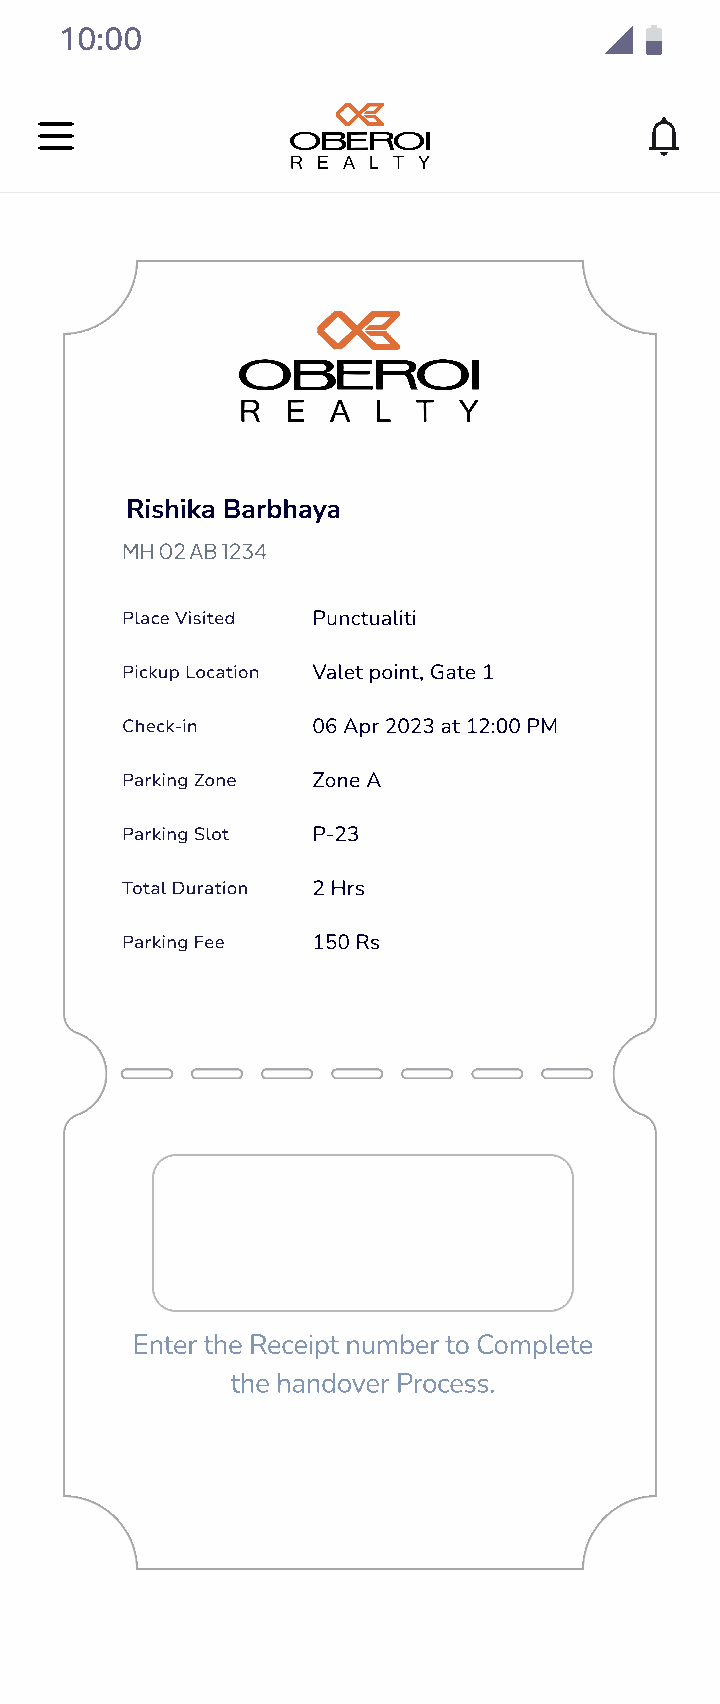 10:00
OBEROI
REALTY
OBEROI
REALTY
Rishika Barbhaya
MH 02 AB 1234
Place Visited Punctualiti
Pickup Location Valet point, Gate 1
Check-in 06 Apr 2023 at 12:00 PM
Parking Zone Zone A
Parking Slot P-23
Total Duration 2 Hrs
Parking Fee 150 Rs
Enter the Receipt number to Complete
the handover Process.